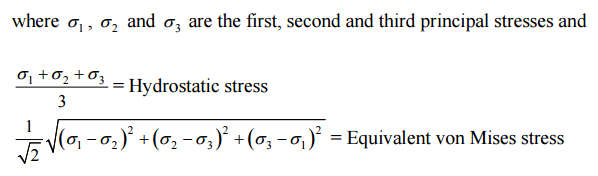 where σ₁, σ₂ and σ₃ are the first, second and third principal stresses and
(σ₁ + σ₂ + σ₃)/3 = Hydrostatic stress
1/√2 √((σ₁ − σ₂)² + (σ₂ − σ₃)² + (σ₃ − σ₁)²) = Equivalent von Mises stress